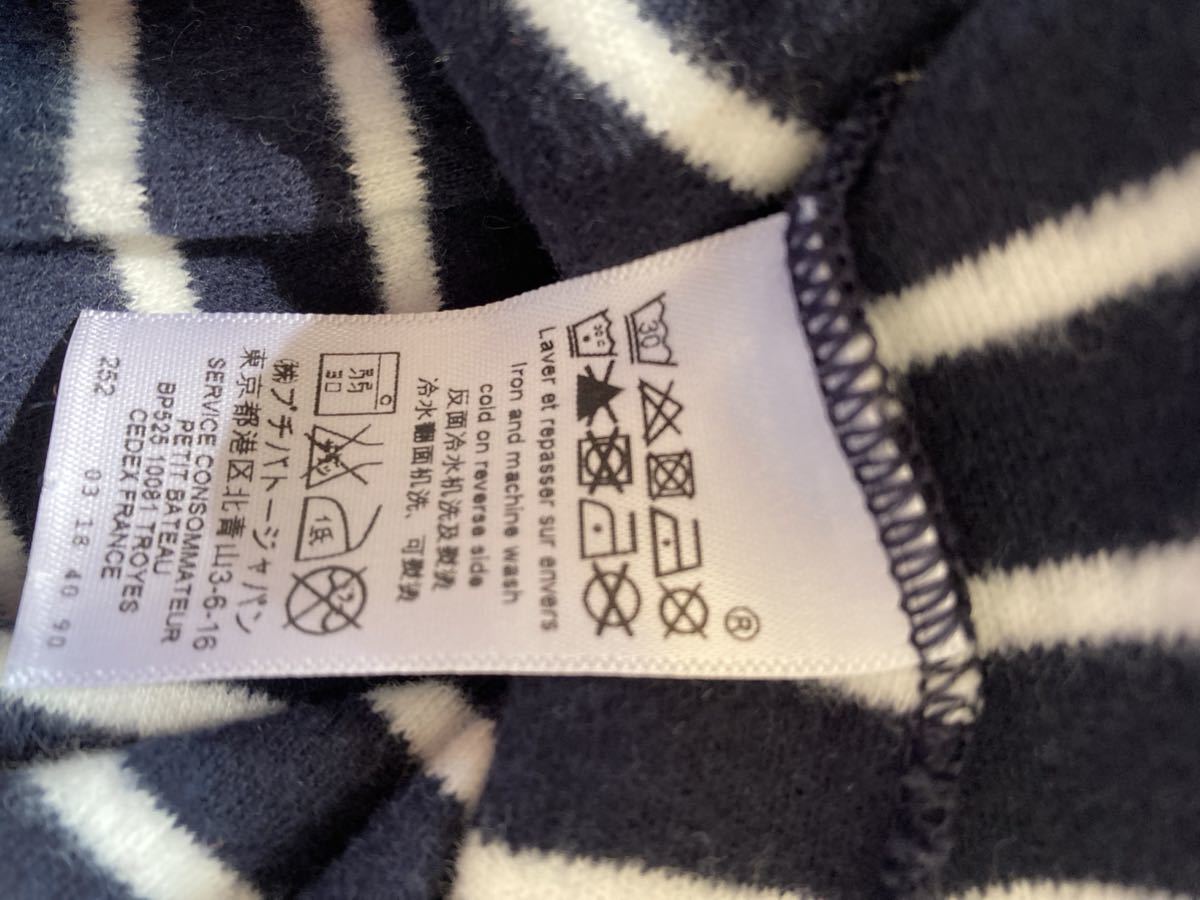 ®
30
30c
Laver et repasser sur envers
Iron and machine wash
cold on reverse side
反面冷水机洗及熨烫
冷水翻面机洗、可熨烫
弱
30
低
㈱プチバトージャパン
東京都港区北青山3-6-16
SERVICE CONSOMMATEUR
PETIT BATEAU
BP525 10081 TROYES
CEDEX FRANCE
252 03 18 40 90